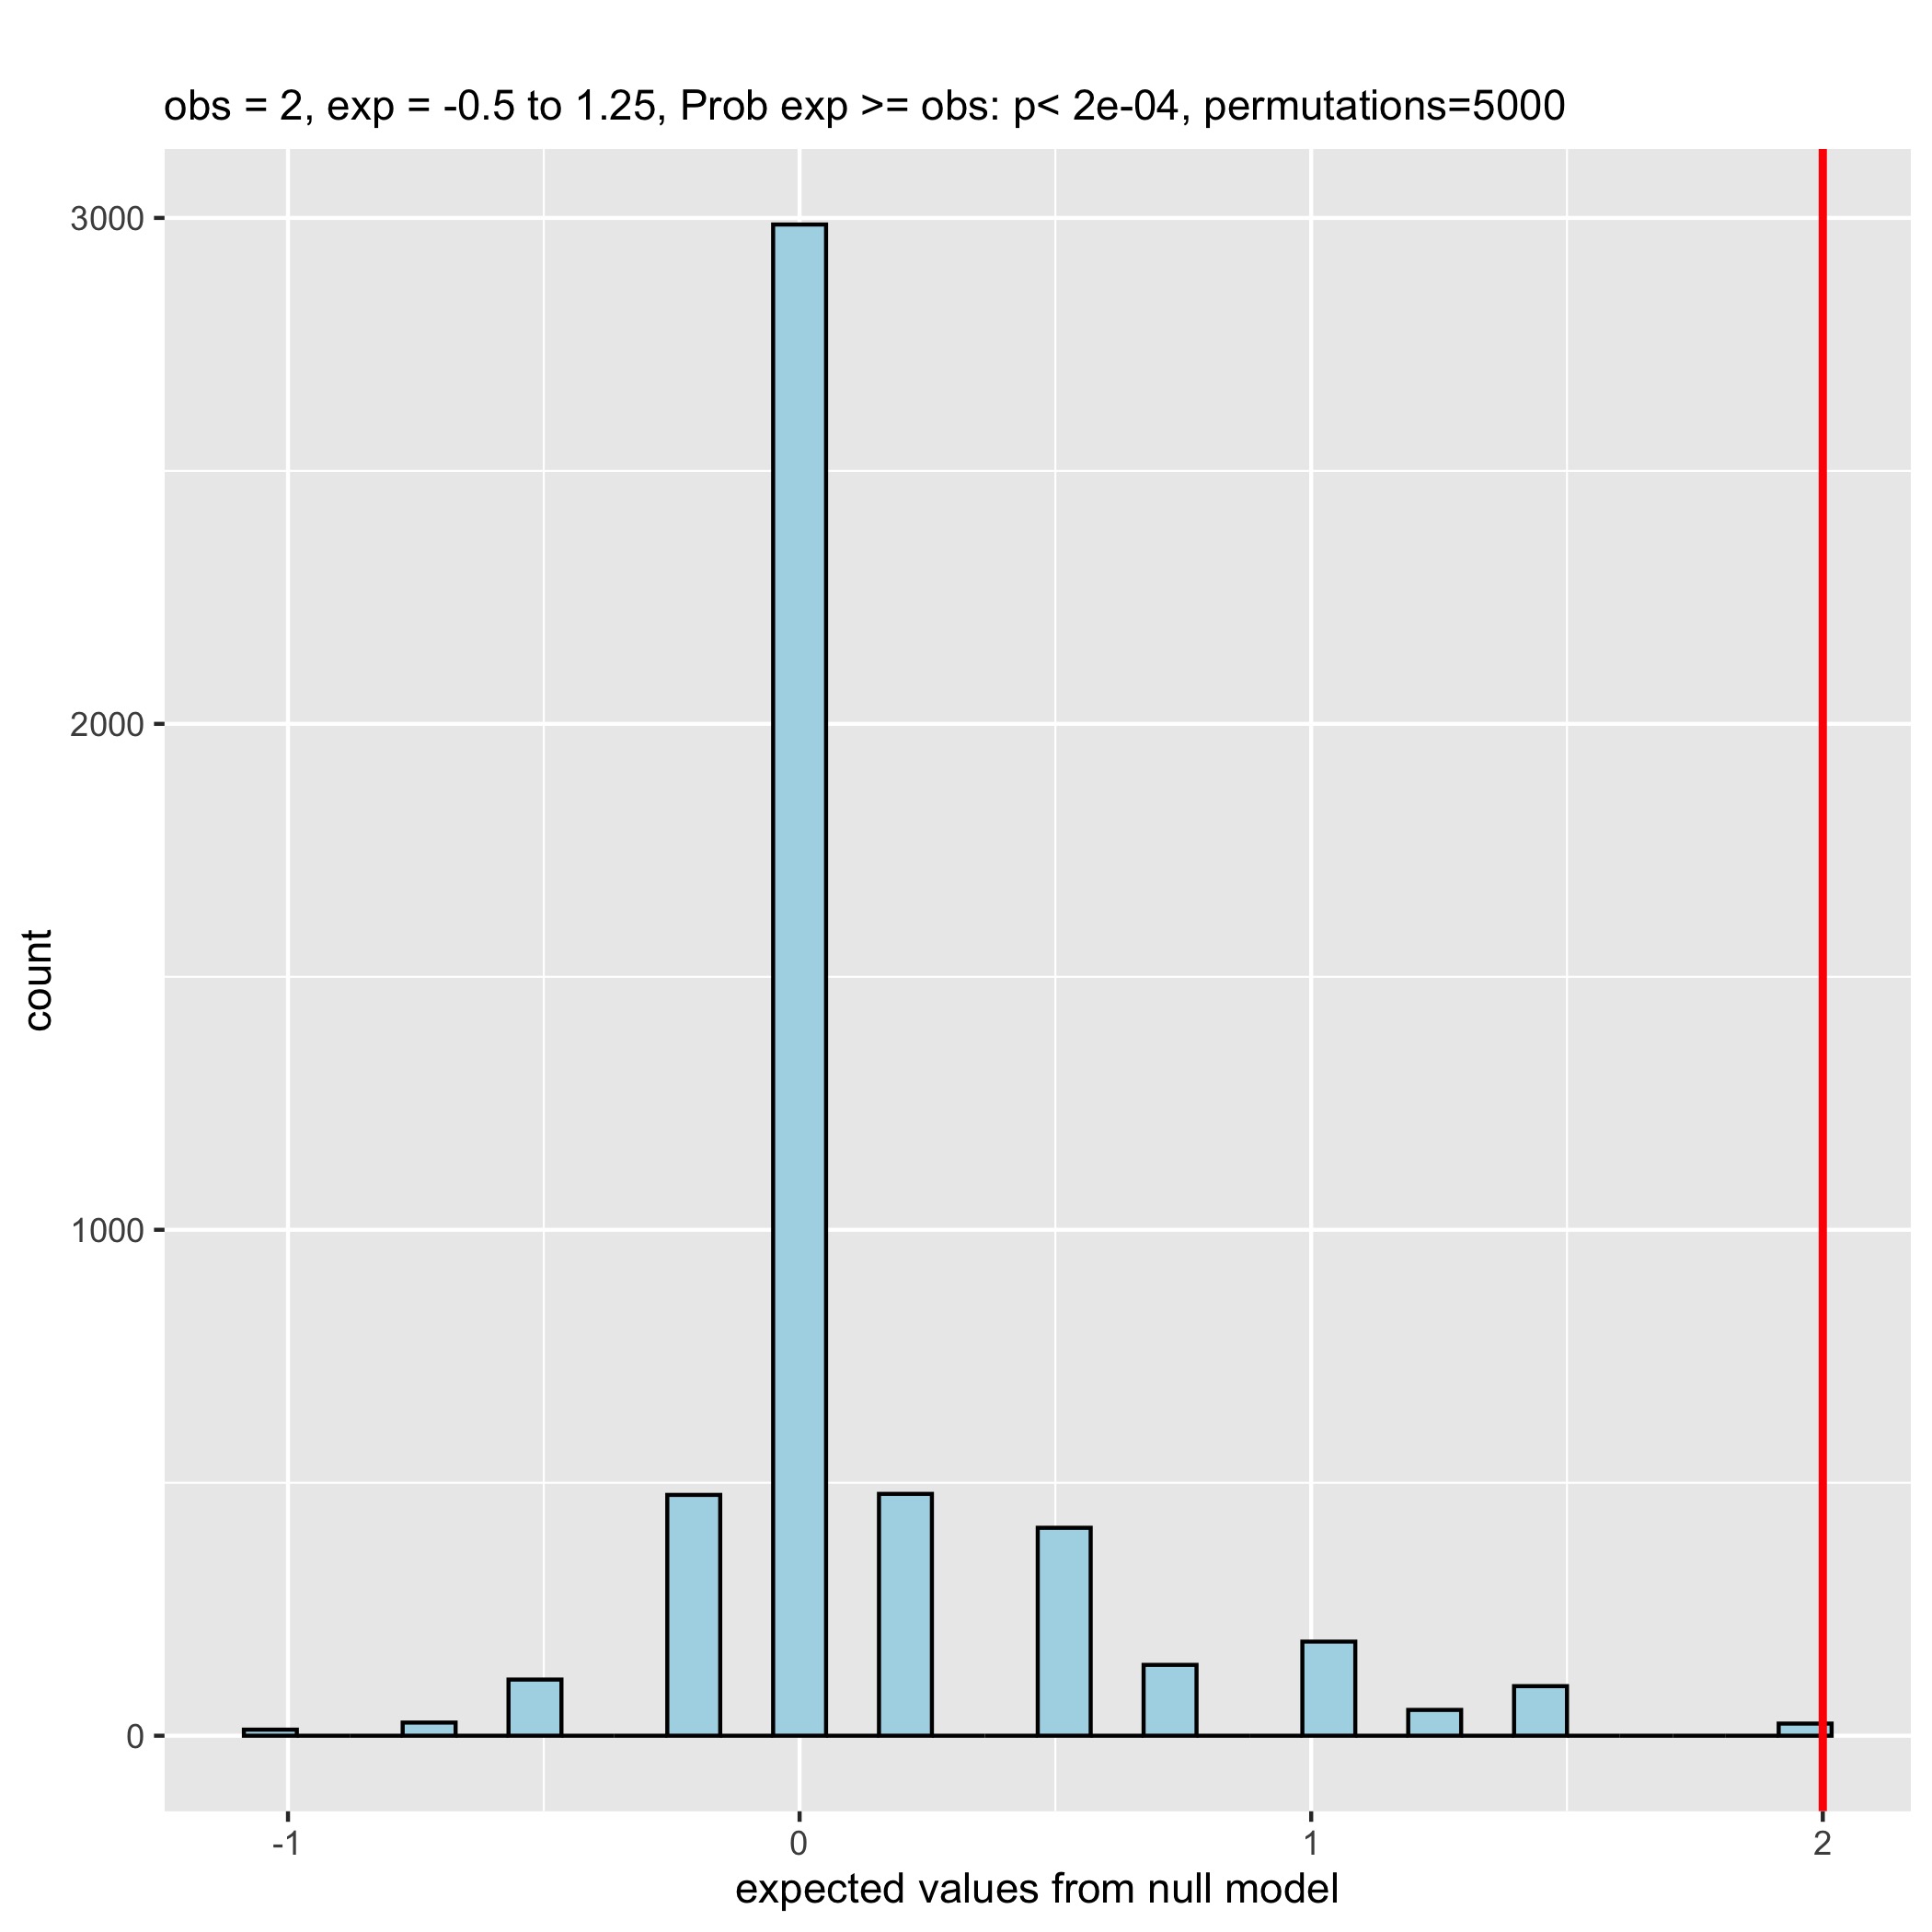 obs = 2, exp = -0.5 to 1.25, Prob exp >= obs: p< 2e-04, permutations=5000
3000
2000
1000
0
count
-1 0 1 2
expected values from null model